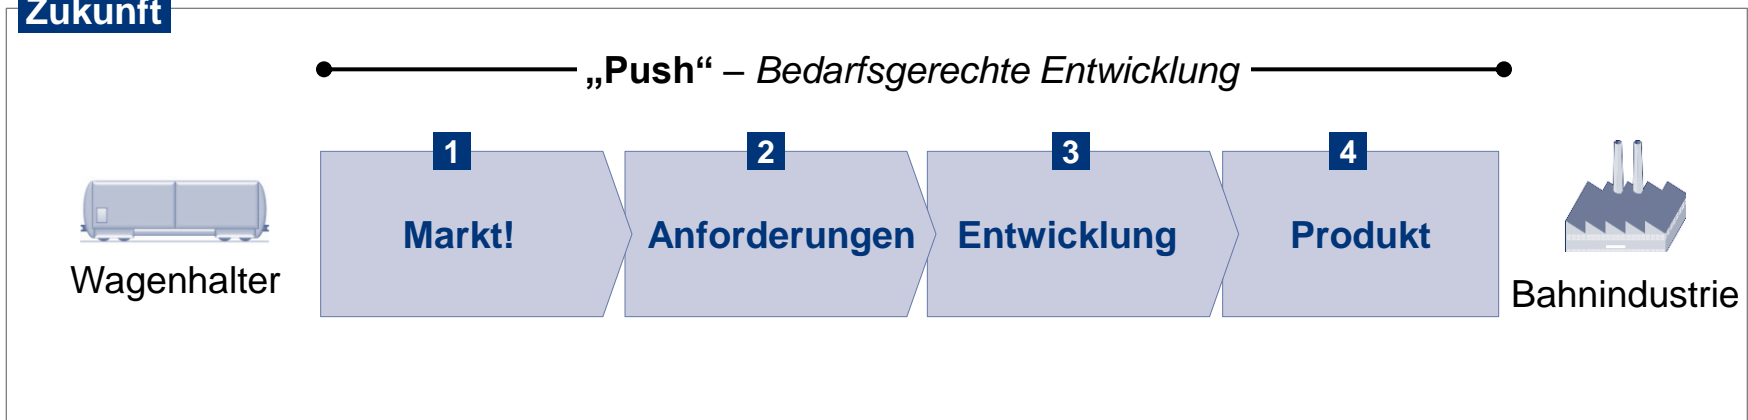 Zukunft
„Push“ – Bedarfsgerechte Entwicklung
1
2
3
4
Markt!
Anforderungen
Entwicklung
Produkt
Wagenhalter
Bahnindustrie